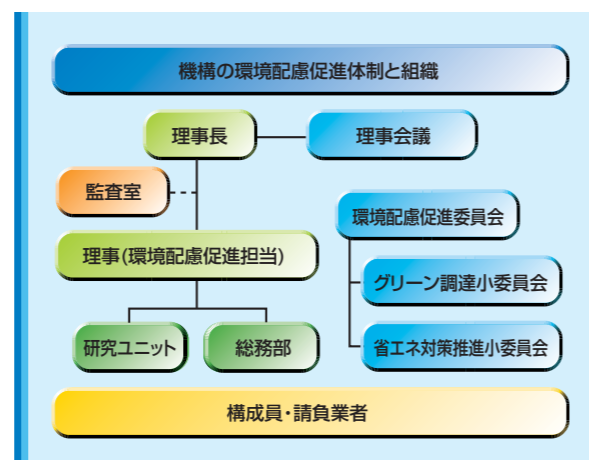 機構の環境配慮促進体制と組織
理事長
理事会議
監査室
環境配慮促進委員会
理事(環境配慮促進担当)
グリーン調達小委員会
研究ユニット
総務部
省エネ対策推進小委員会
構成員・請負業者